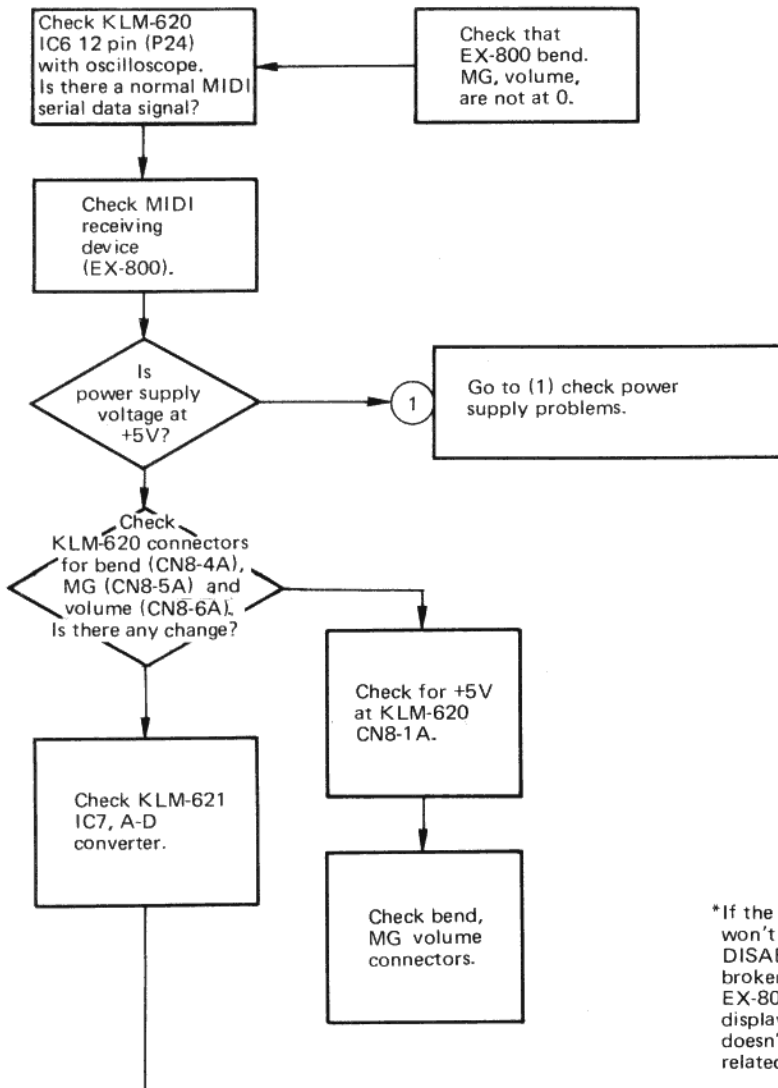 Check KLM-620
IC6 12 pin (P24)
with oscilloscope.
Is there a normal MIDI
serial data signal?
Check that
EX-800 bend.
MG, volume,
are not at 0.
Check MIDI
receiving
device
(EX-800).
Is
power supply
voltage at
+5V?
1
Go to (1) check power
supply problems.
Check
KLM-620 connectors
for bend (CN8-4A),
MG (CN8-5A) and
volume (CN8-6A).
Is there any change?
Check for +5V
at KLM-620
CN8-1A.
Check KLM-621
IC7, A-D
converter.
Check bend,
MG volume
connectors.
*If the
won't
DISAB
broken
EX-80
display
doesn'
related